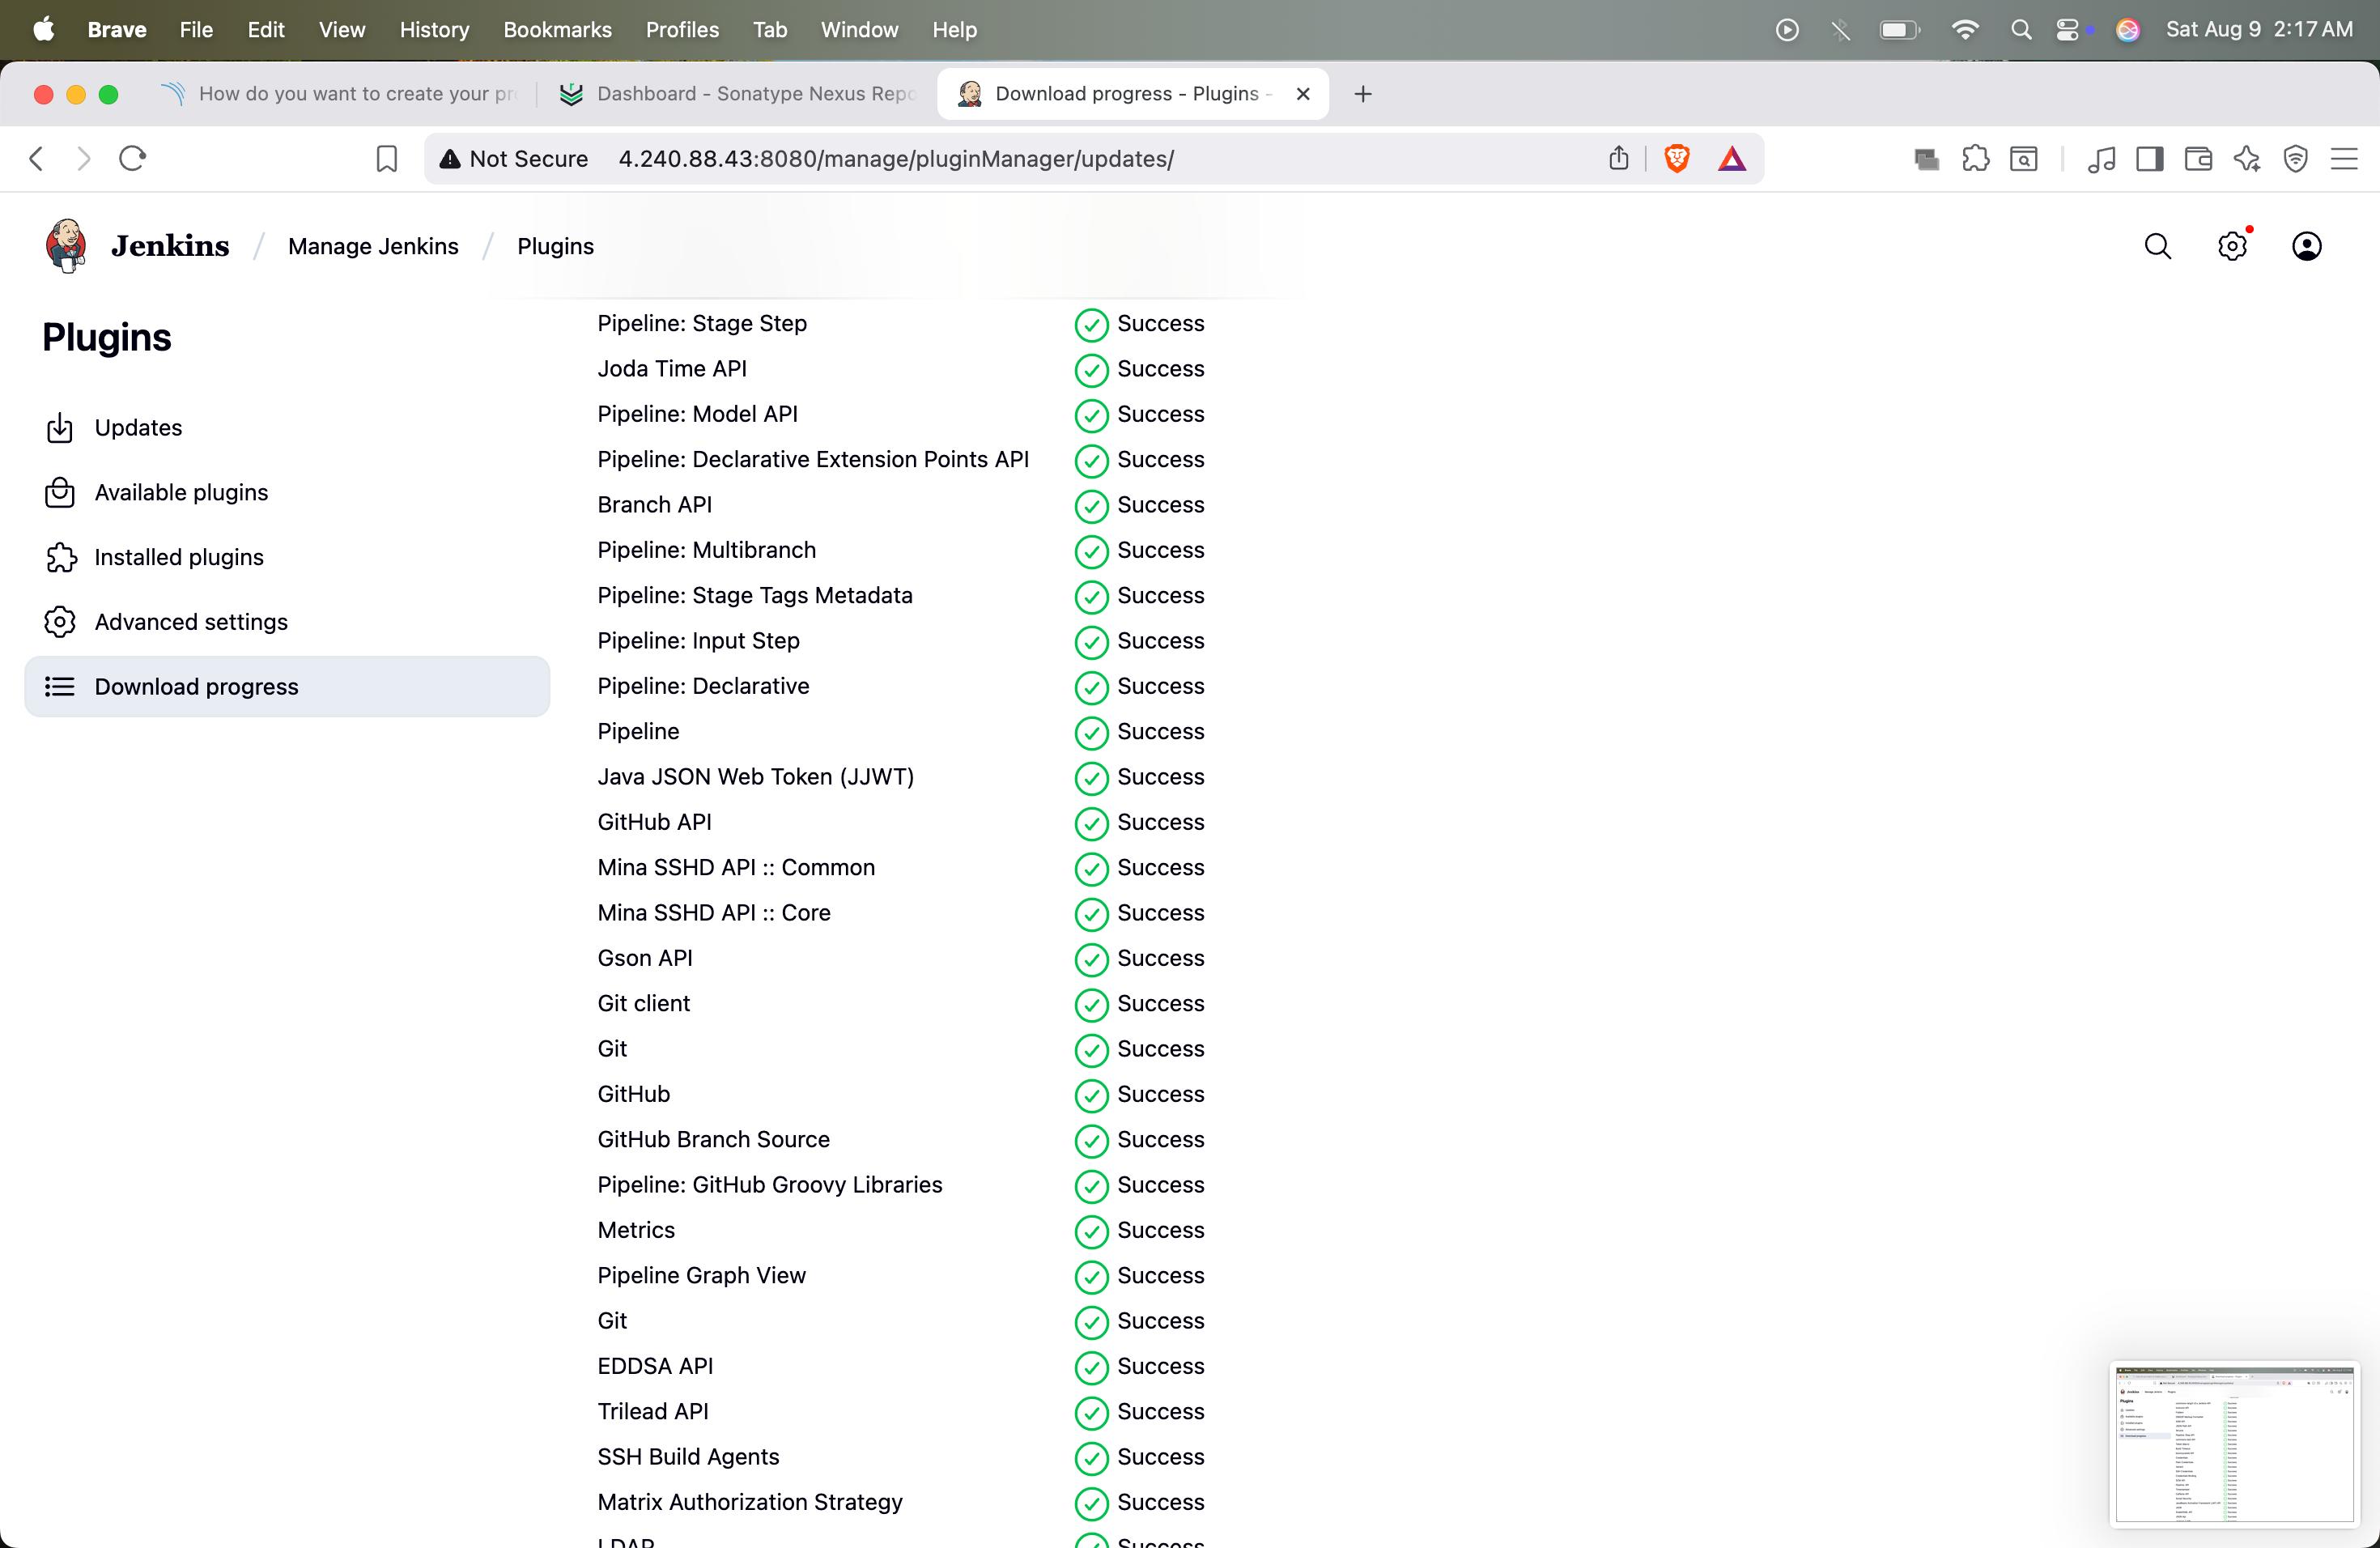 Brave File Edit View History Bookmarks Profiles Tab Window Help Sat Aug 9 2:17 AM
How do you want to create your pr Dashboard - Sonatype Nexus Repo Download progress - Plugins -
Not Secure 4.240.88.43:8080/manage/pluginManager/updates/
Jenkins / Manage Jenkins / Plugins
Plugins
Updates
Available plugins
Installed plugins
Advanced settings
Download progress
Pipeline: Stage Step Success
Joda Time API Success
Pipeline: Model API Success
Pipeline: Declarative Extension Points API Success
Branch API Success
Pipeline: Multibranch Success
Pipeline: Stage Tags Metadata Success
Pipeline: Input Step Success
Pipeline: Declarative Success
Pipeline Success
Java JSON Web Token (JJWT) Success
GitHub API Success
Mina SSHD API :: Common Success
Mina SSHD API :: Core Success
Gson API Success
Git client Success
Git Success
GitHub Success
GitHub Branch Source Success
Pipeline: GitHub Groovy Libraries Success
Metrics Success
Pipeline Graph View Success
Git Success
EDDSA API Success
Trilead API Success
SSH Build Agents Success
Matrix Authorization Strategy Success
LDAP Success